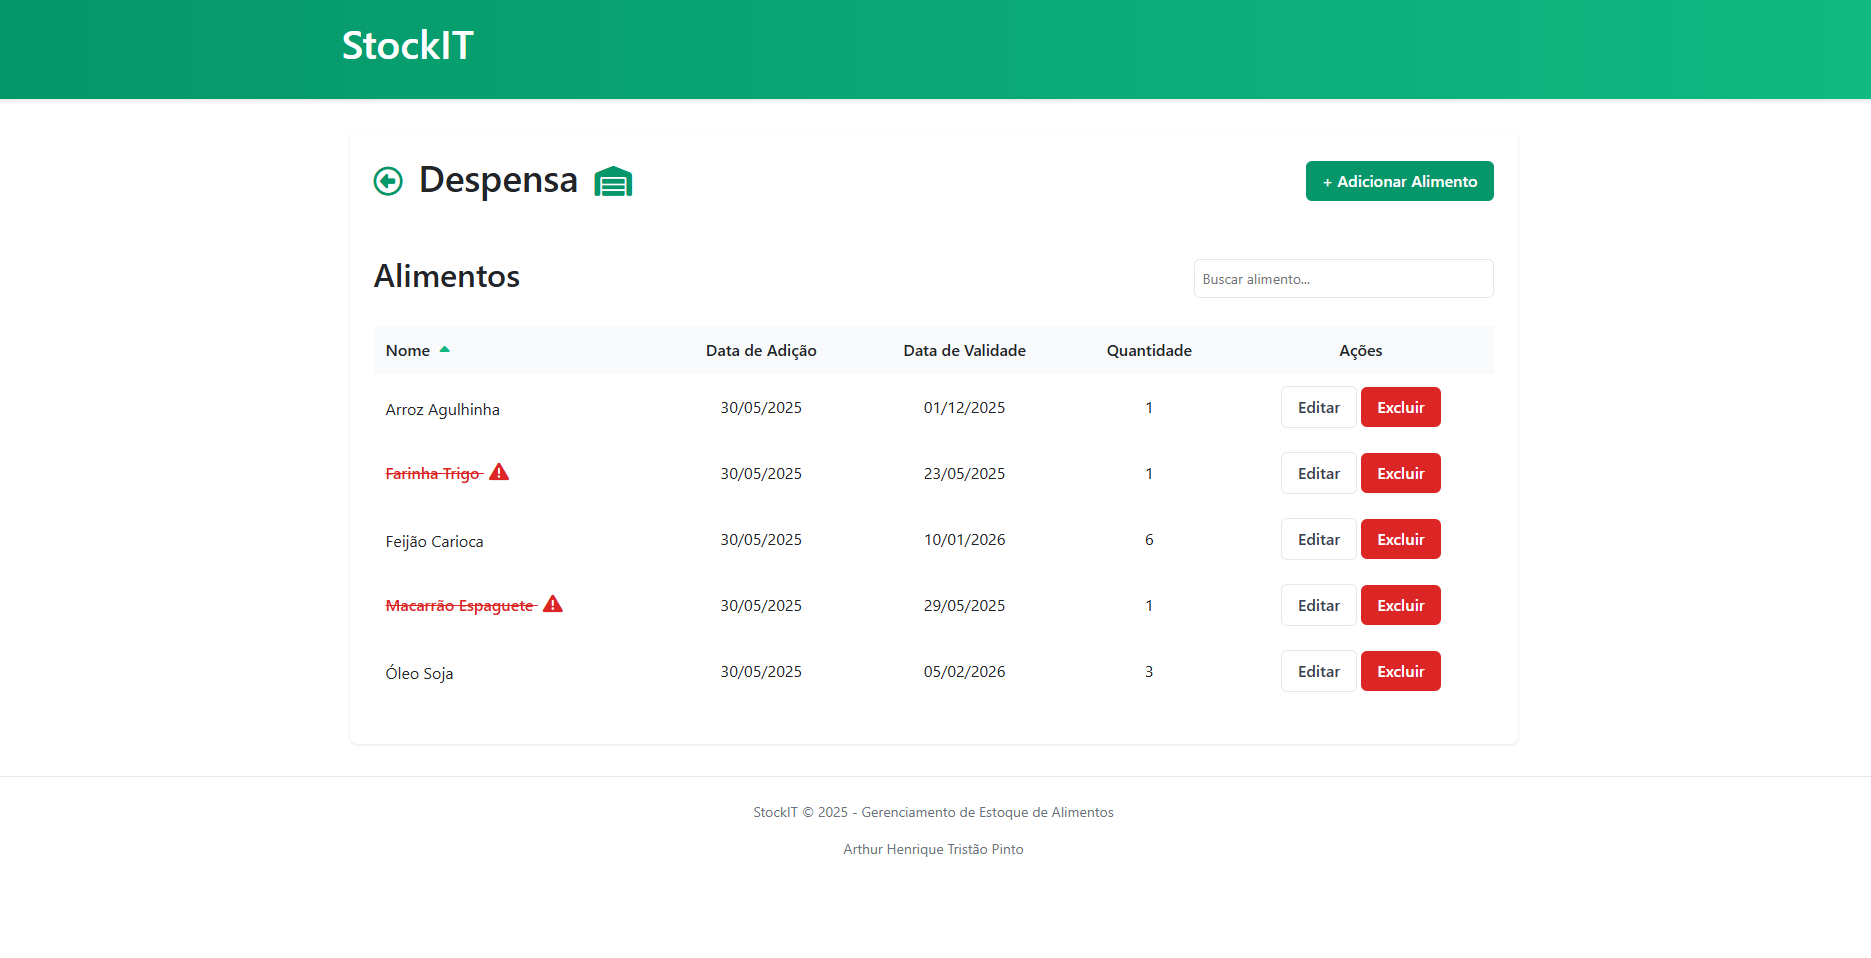 StockIT
Despensa
+ Adicionar Alimento
Alimentos
Buscar alimento...
Nome Data de Adição Data de Validade Quantidade Ações
Arroz Agulhinha 30/05/2025 01/12/2025 1 Editar Excluir
Farinha Trigo 30/05/2025 23/05/2025 1 Editar Excluir
Feijão Carioca 30/05/2025 10/01/2026 6 Editar Excluir
Macarrão Espaguete 30/05/2025 29/05/2025 1 Editar Excluir
Óleo Soja 30/05/2025 05/02/2026 3 Editar Excluir
StockIT © 2025 - Gerenciamento de Estoque de Alimentos
Arthur Henrique Tristão Pinto